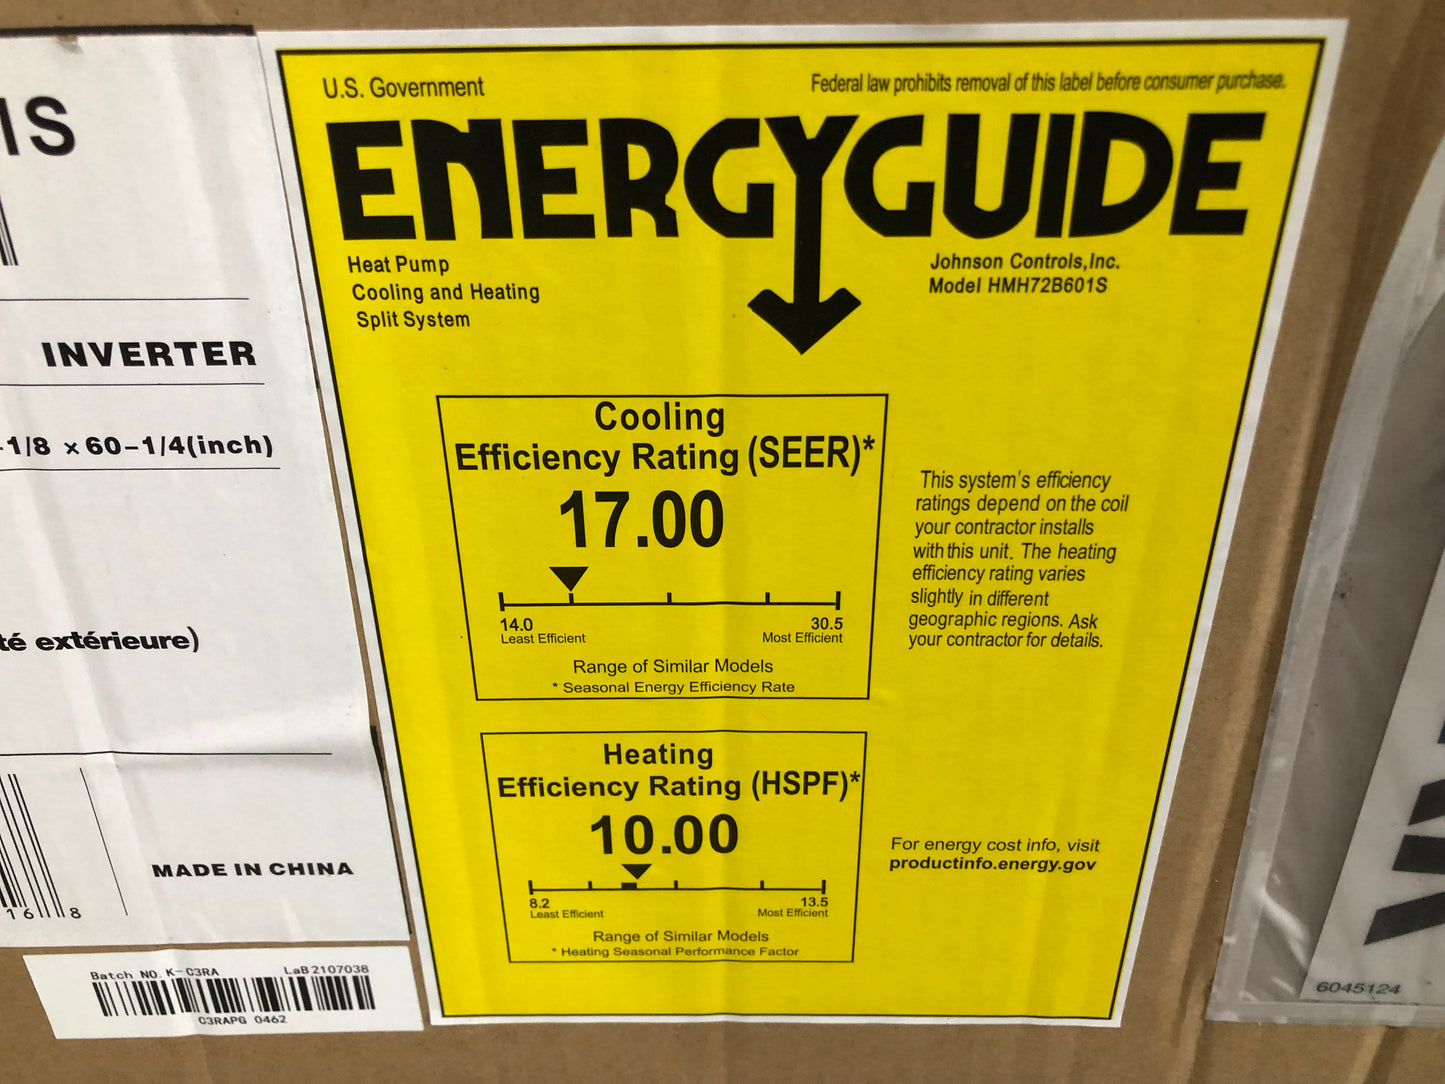 IS
INVERTER
-1/8 × 60-1/4(inch)
té extérieure)
MADE IN CHINA
16 8
Batch NO. K-C3RA LaB2107038
C3RAPG 0462
U.S. Government
Federal law prohibits removal of this label before consumer purchase.
ENERGYGUIDE
Heat Pump
Cooling and Heating
Split System
Johnson Controls,Inc.
Model HMH72B601S
Cooling
Efficiency Rating (SEER)*
17.00
14.0 30.5
Least Efficient Most Efficient
Range of Similar Models
* Seasonal Energy Efficiency Rate
This system's efficiency
ratings depend on the coil
your contractor installs
with this unit. The heating
efficiency rating varies
slightly in different
geographic regions. Ask
your contractor for details.
Heating
Efficiency Rating (HSPF)*
10.00
8.2 13.5
Least Efficient Most Efficient
Range of Similar Models
* Heating Seasonal Performance Factor
For energy cost info, visit
productinfo.energy.gov
6045124